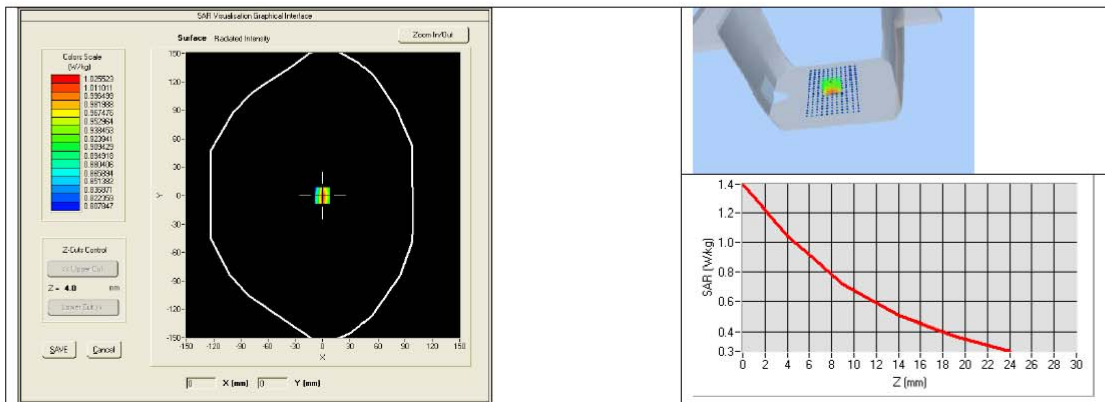 SAR Visualisation Graphical Interface
Surface Radiated Intensity
Zoom In/Out
Colors Scale
(W/kg)
1.025523
1.011011
0.996499
0.981988
0.967476
0.952964
0.938453
0.923941
0.909429
0.894918
0.880406
0.865894
0.851382
0.836871
0.822359
0.807847
150
120
90
60
30
0
-30
-60
-90
-120
-150
Y
-150 -120 -90 -60 -30 0 30 60 90 120 150
X
Z-Cuts Control
Upper Cut
Z = 4.0 mm
Lower Cut
SAVE
Cancel
0 X (mm) 0 Y (mm)
1.4
1.2
1.0
0.8
0.6
0.4
0.3
SAR (W/kg)
0 2 4 6 8 10 12 14 16 18 20 22 24 26 28 30
Z (mm)